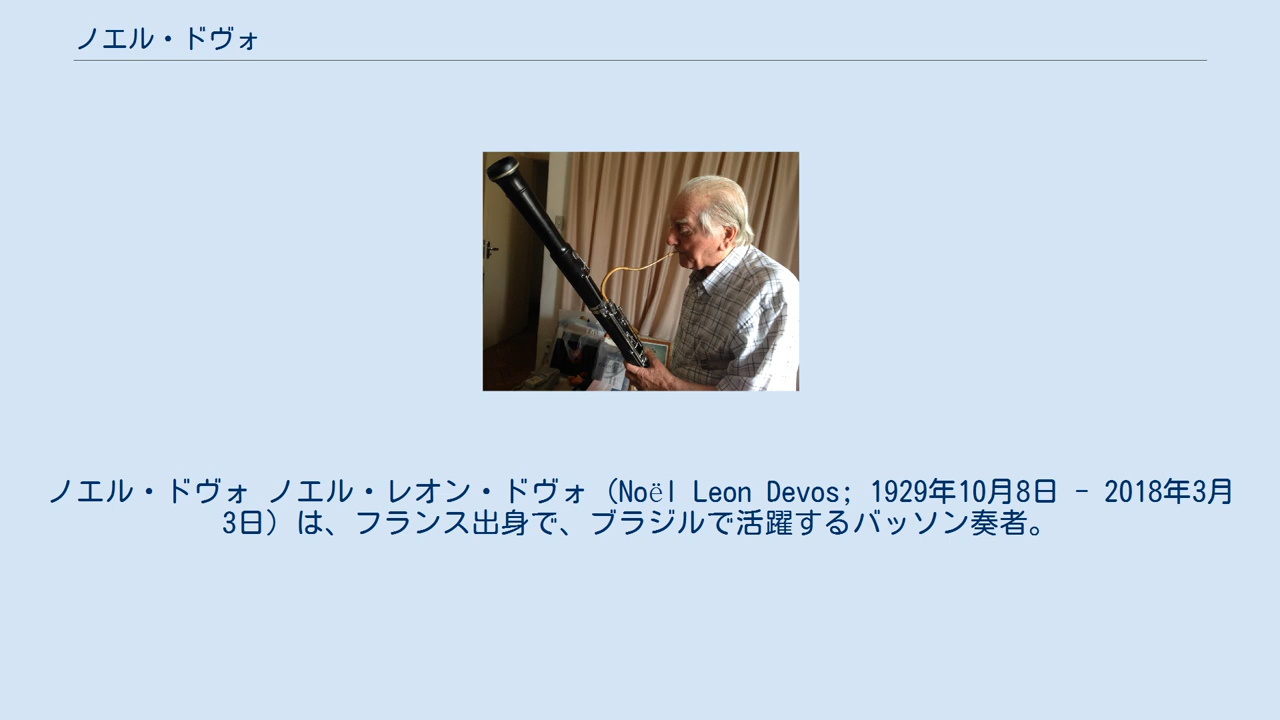 ノエル・ドヴォ
ノエル・ドヴォ ノエル・レオン・ドヴォ（Noël Leon Devos; 1929年10月8日 - 2018年3月
3日）は、フランス出身で、ブラジルで活躍するバッソン奏者。